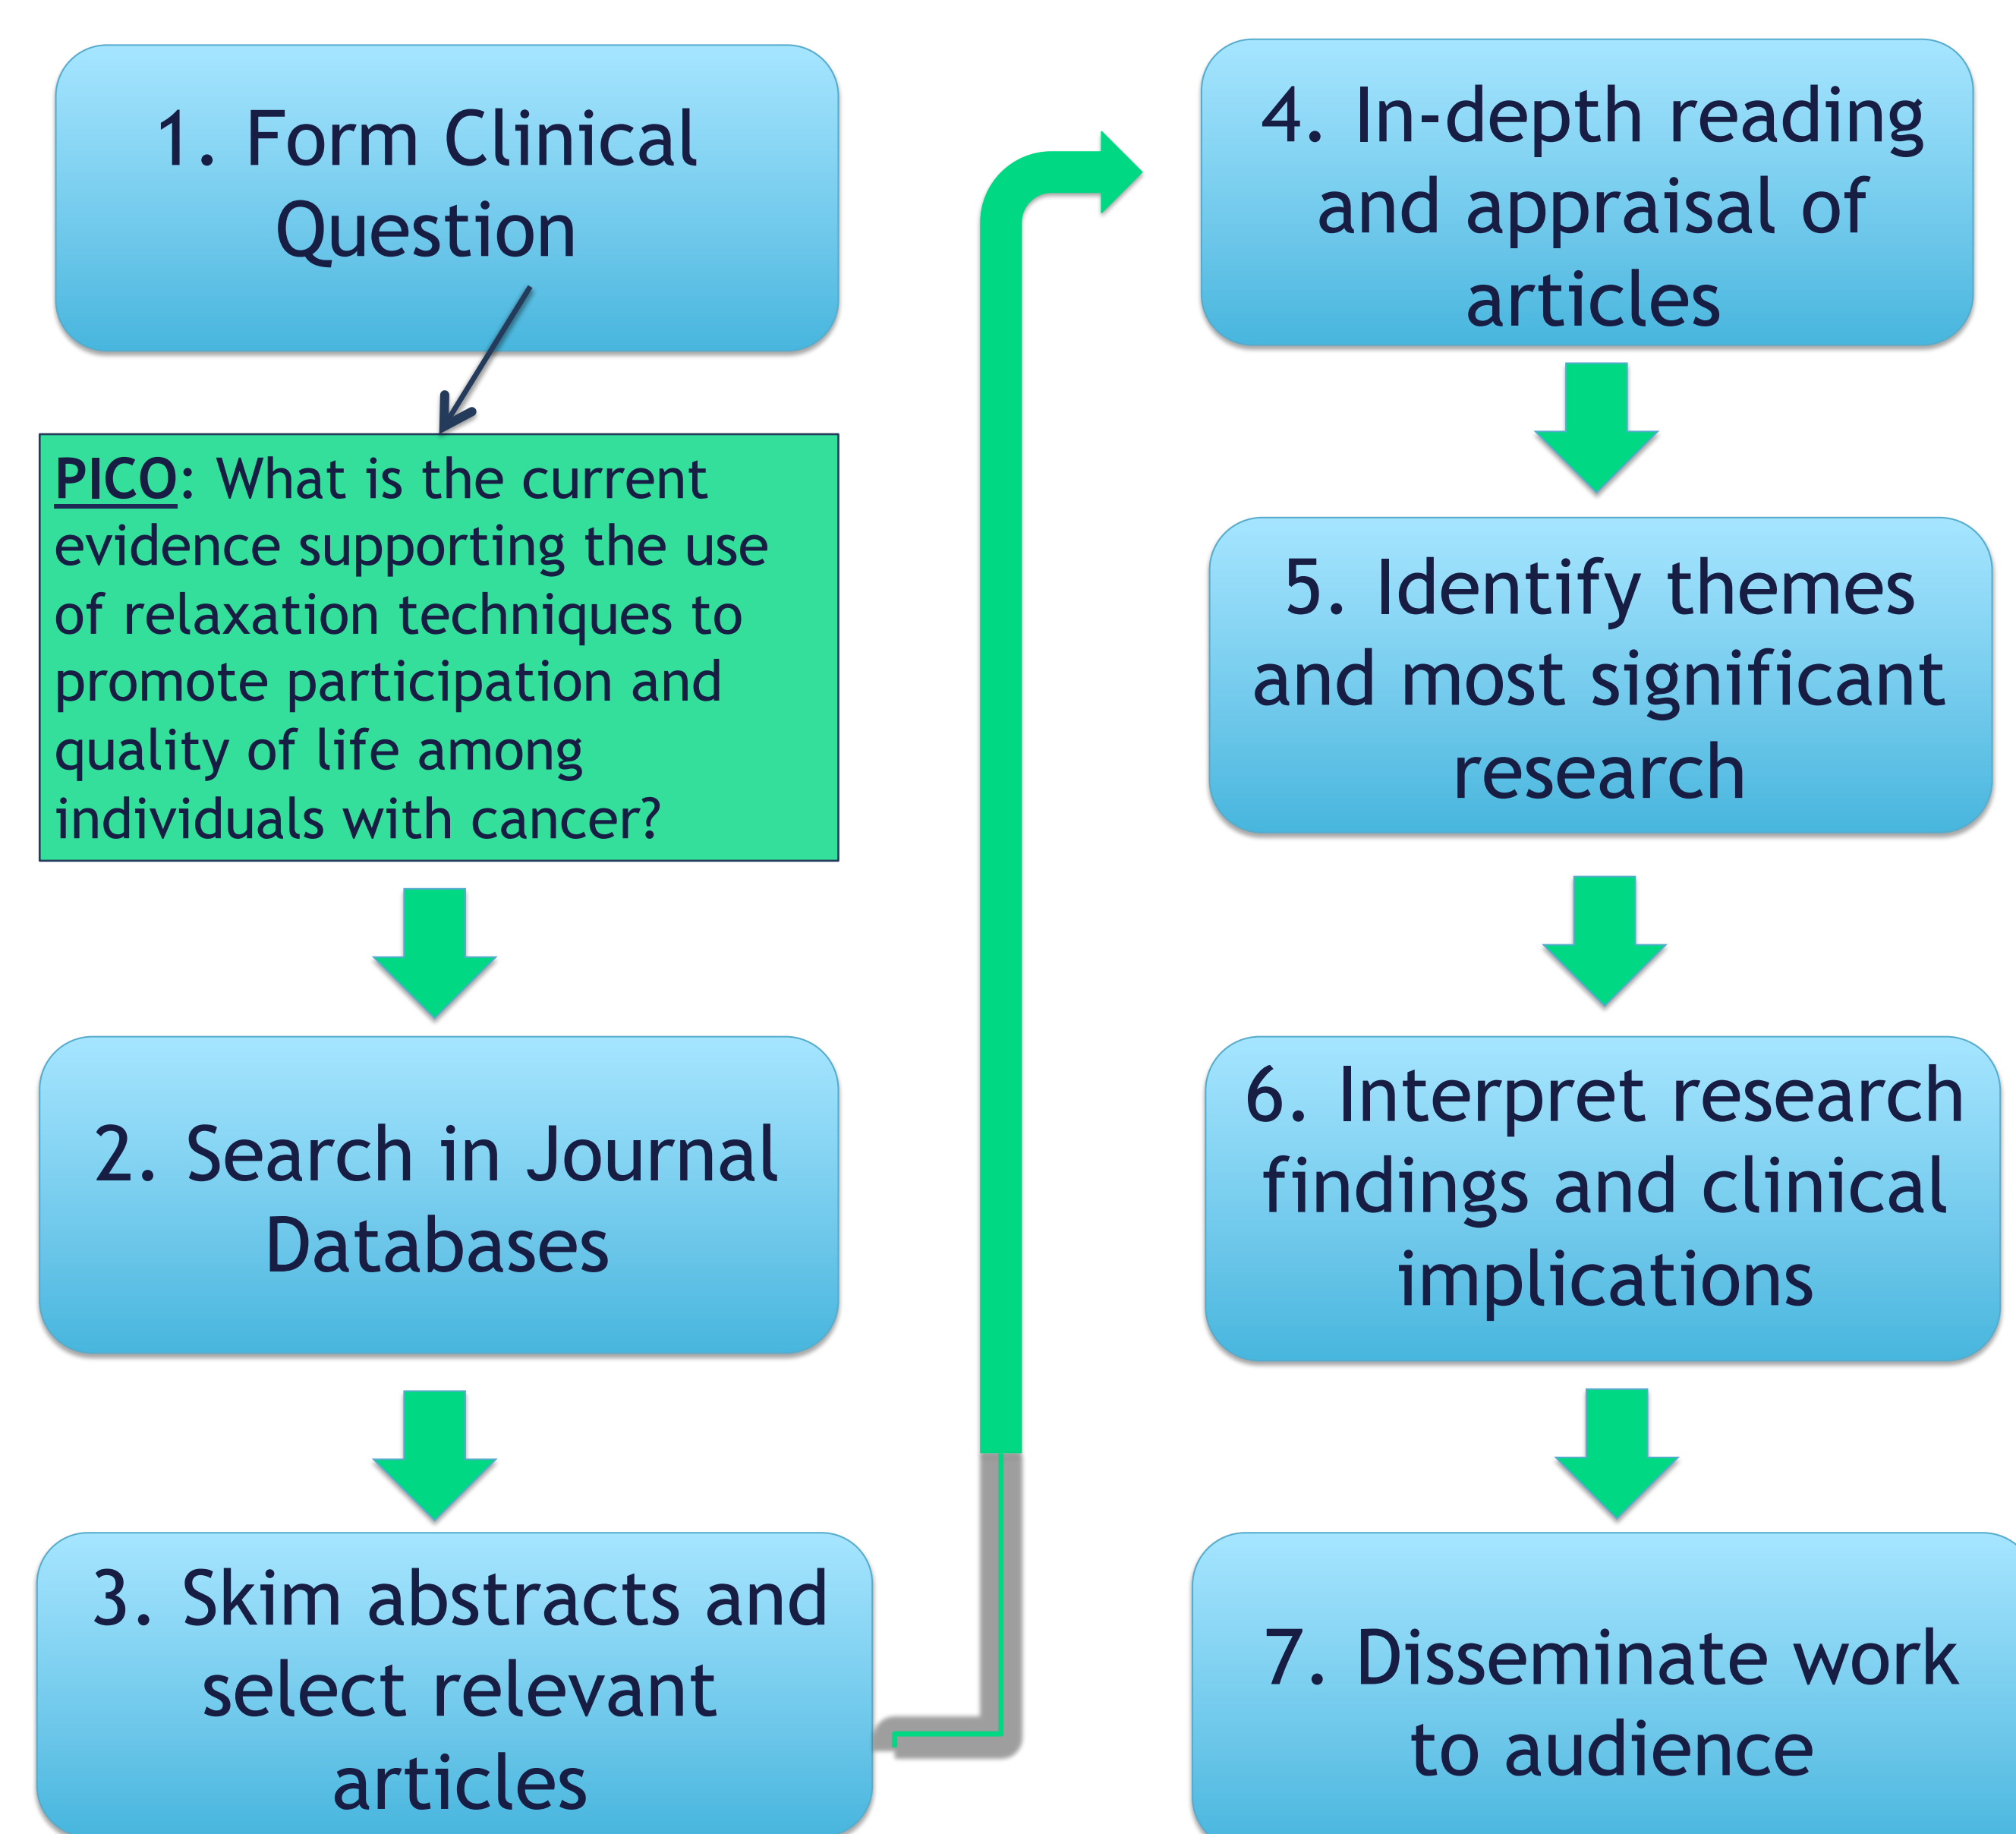 1. Form Clinical
Question
PICO: What is the current
evidence supporting the use
of relaxation techniques to
promote participation and
quality of life among
individuals with cancer?
2. Search in Journal
Databases
3. Skim abstracts and
select relevant
articles
4. In-depth reading
and appraisal of
articles
5. Identify themes
and most significant
research
6. Interpret research
findings and clinical
implications
7. Disseminate work
to audience